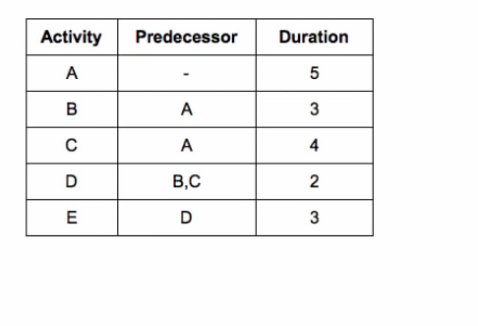 Activity Predecessor Duration
A - 5
B A 3
C A 4
D B,C 2
E D 3